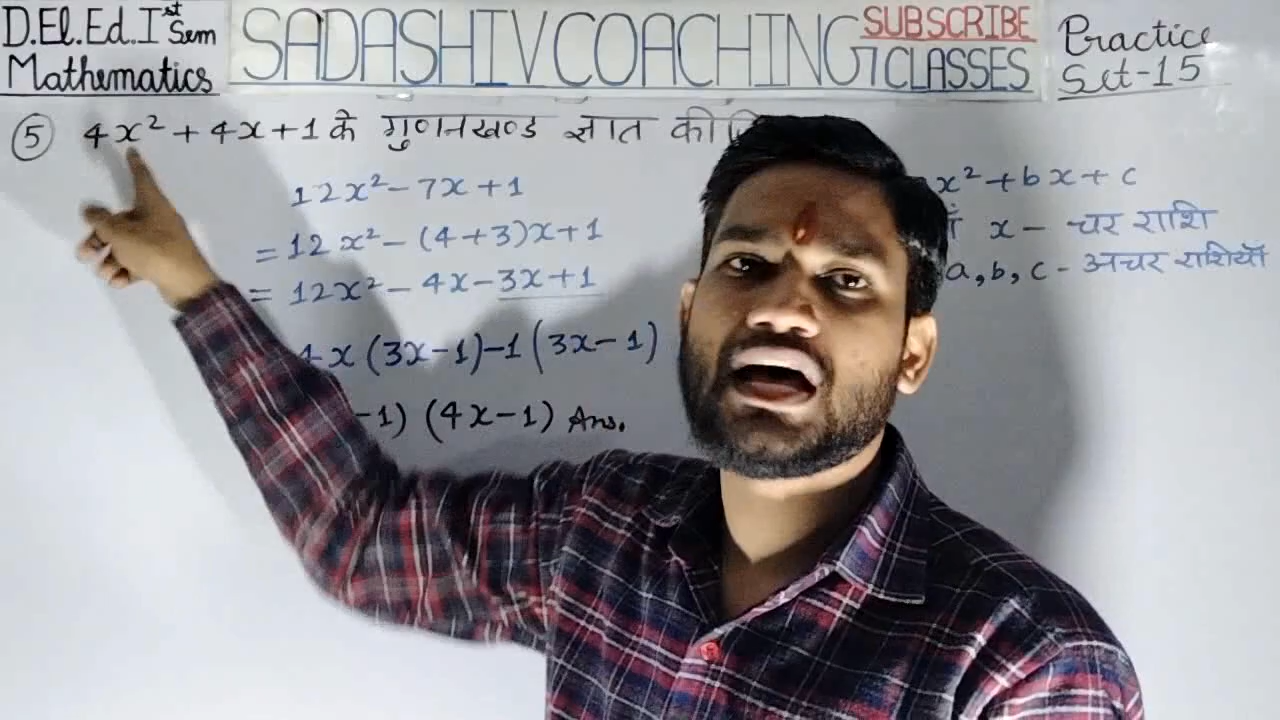 D.El.Ed.Ist Sem
Mathematics
SADASHIV COACHING CLASSES
SUBSCRIBE
Practice
Set-15
⑤ 4x² + 4x + 1 के गुणनखण्ड ज्ञात
12x² - 7x + 1
= 12x² - (4+3)x + 1
= 12x² - 4x - 3x + 1
4x (3x-1) -1 (3x-1)
-1) (4x-1) Ans.
x² + bx + c
x - चर राशि
a, b, c - अचर राशियाँ